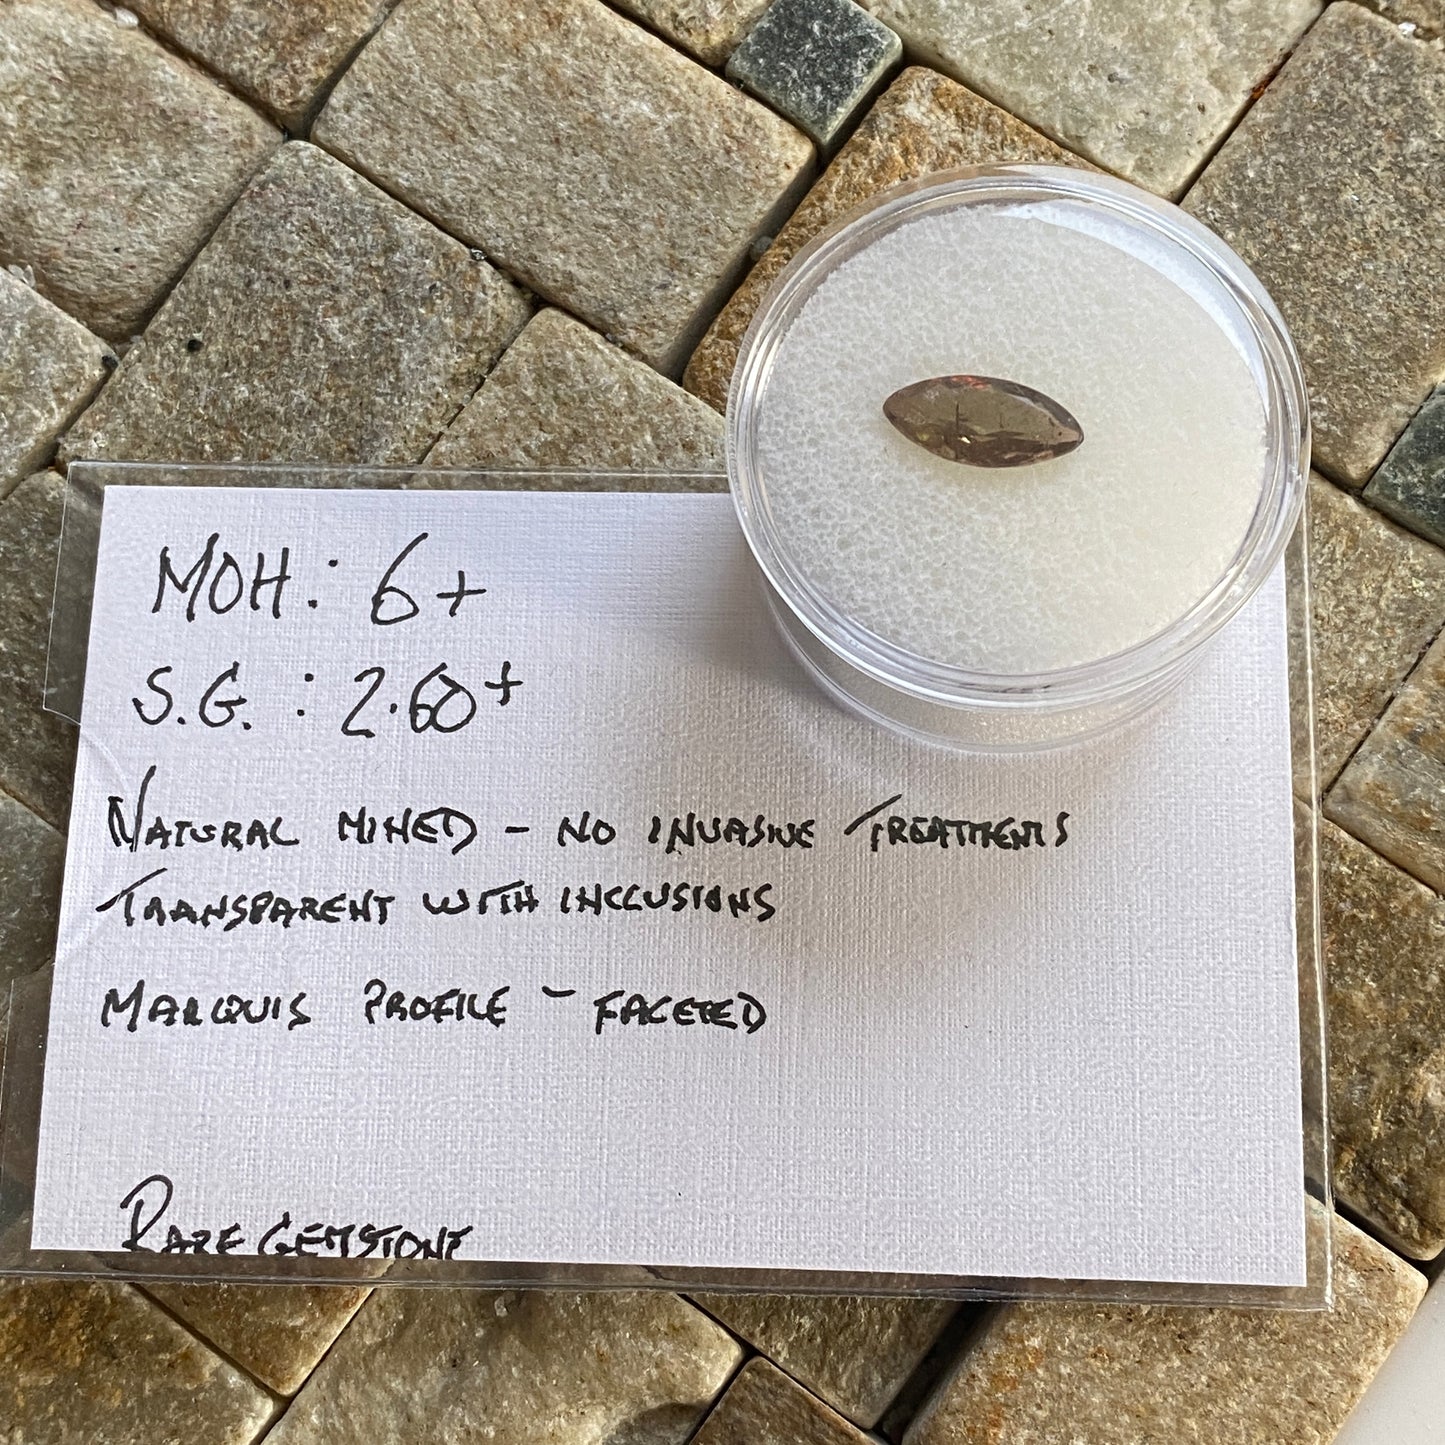 MOH: 6+
S.G. : 2.60+
NATURAL MINED - NO INVASIVE TREATMENTS
TRANSPARENT WITH INCLUSIONS
MARQUIS PROFILE - FACETED
RARE GEMSTONE